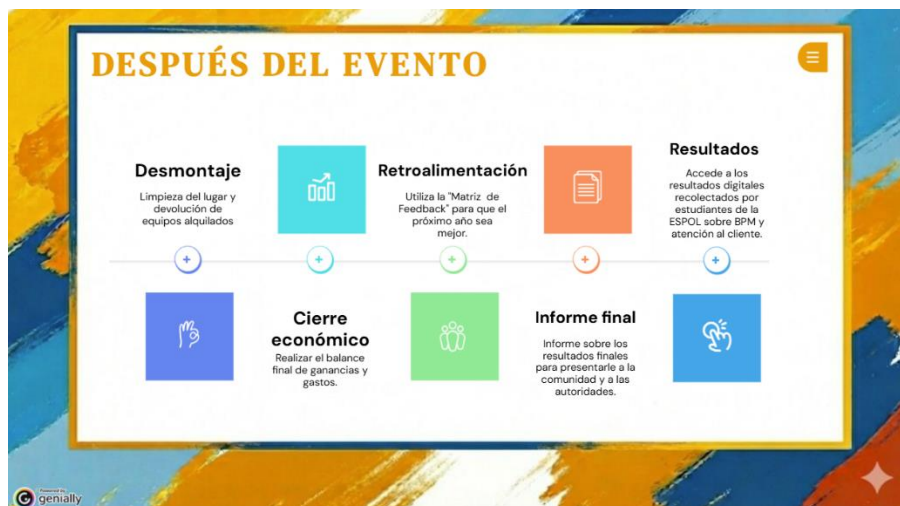 DESPUÉS DEL EVENTO
Desmontaje
Limpieza del lugar y
devolución de
equipos alquilados
Cierre
económico
Realizar el balance
final de ganancias y
gastos.
Retroalimentación
Utiliza la "Matriz de
Feedback" para que el
próximo año sea
mejor.
Informe final
Informe sobre los
resultados finales
para presentarle a la
comunidad y a las
autoridades.
Resultados
Accede a los
resultados digitales
recolectados por
estudiantes de la
ESPOL sobre BPM y
atención al cliente.
Powered by
genially